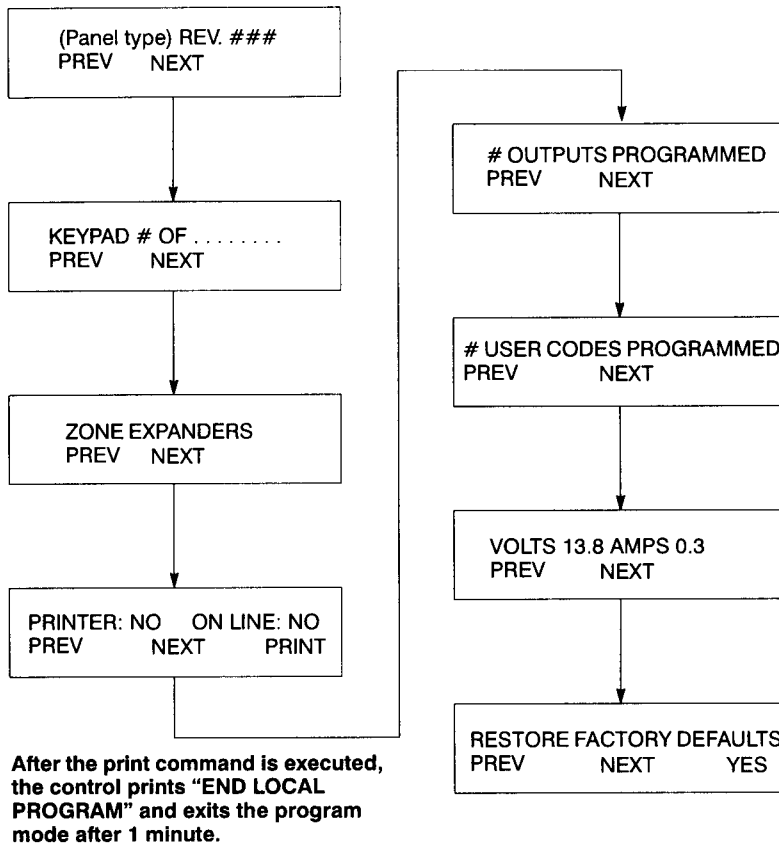 (Panel type) REV. ###
PREV NEXT
KEYPAD # OF . . . . . . . .
PREV NEXT
ZONE EXPANDERS
PREV NEXT
PRINTER: NO ON LINE: NO
PREV NEXT PRINT
After the print command is executed,
the control prints “END LOCAL
PROGRAM” and exits the program
mode after 1 minute.
# OUTPUTS PROGRAMMED
PREV NEXT
# USER CODES PROGRAMMED
PREV NEXT
VOLTS 13.8 AMPS 0.3
PREV NEXT
RESTORE FACTORY DEFAULTS
PREV NEXT YES